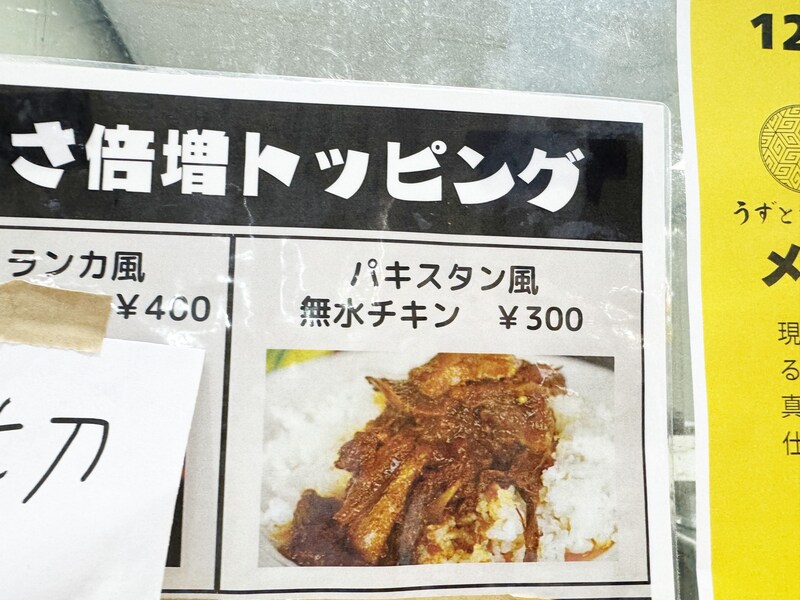 さ倍増トッピング
ランカ風
¥400
パキスタン風
無水チキン ¥300
切
12
うずと
メ
現
る
真
仕